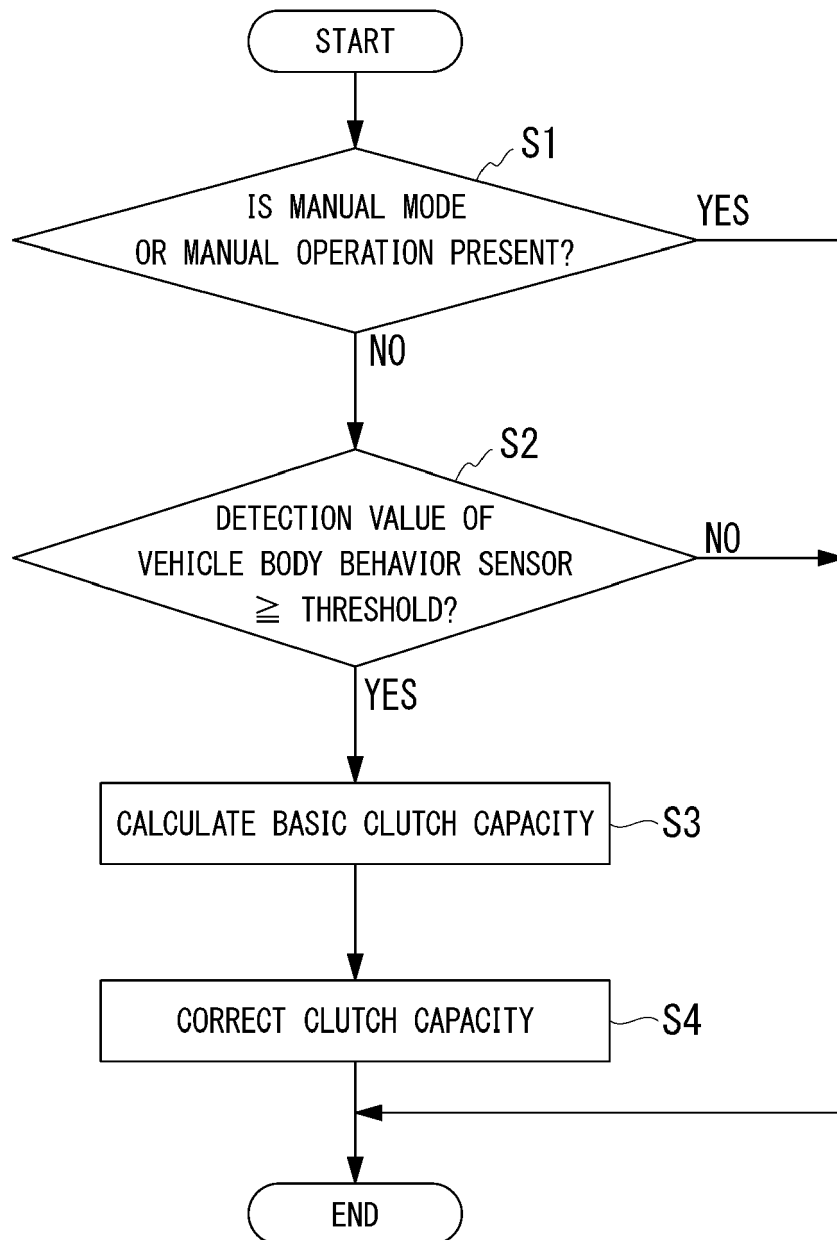 START
S1
IS MANUAL MODE
OR MANUAL OPERATION PRESENT?
YES
NO
S2
DETECTION VALUE OF
VEHICLE BODY BEHAVIOR SENSOR
≧ THRESHOLD?
NO
YES
CALCULATE BASIC CLUTCH CAPACITY
S3
CORRECT CLUTCH CAPACITY
S4
END